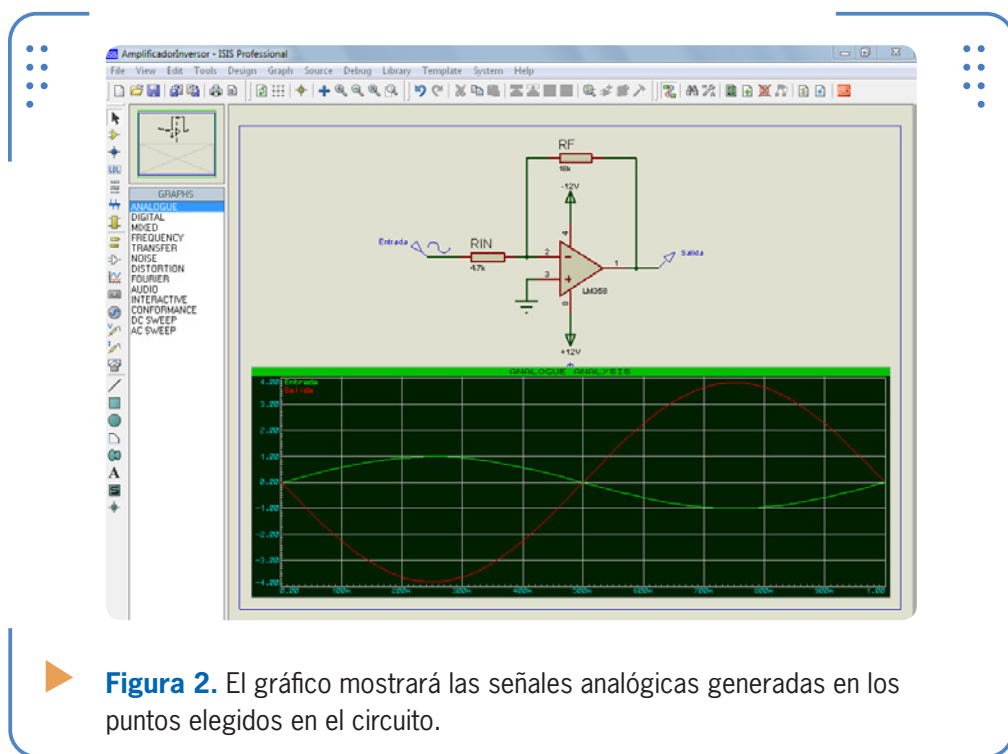 AmplificadorInversor - ISIS Professional
File View Edit Tools Design Graph Source Debug Library Template System Help
LBL
GRAPHS
ANALOGUE
DIGITAL
MIXED
FREQUENCY
TRANSFER
NOISE
DISTORTION
FOURIER
AUDIO
INTERACTIVE
CONFORMANCE
DC SWEEP
AC SWEEP
A
RF
18k
-12V
4
Entrada
RIN
4.7k
2
3
1
Salida
LM358
8
+12V
ANALOGUE ANALYSIS
Entrada
Salida
4.00
3.00
2.00
1.00
0.00
-1.00
-2.00
-3.00
-4.00
0.00 100m 200m 300m 400m 500m 600m 700m 800m 900m 1.00
Figura 2. El gráfico mostrará las señales analógicas generadas en los
puntos elegidos en el circuito.